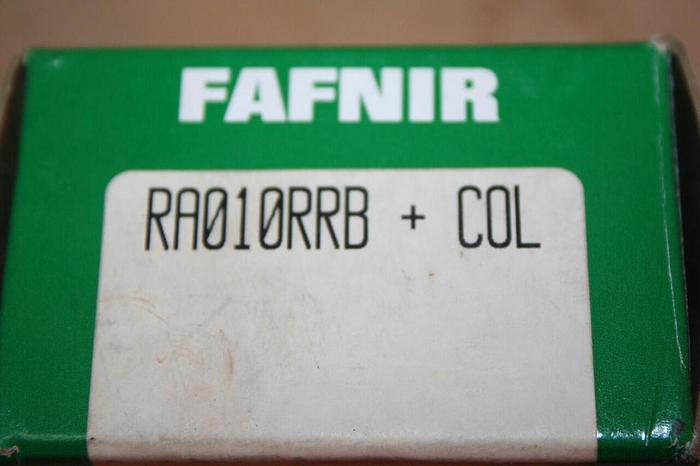 FAFNIR
RA010RRB + COL